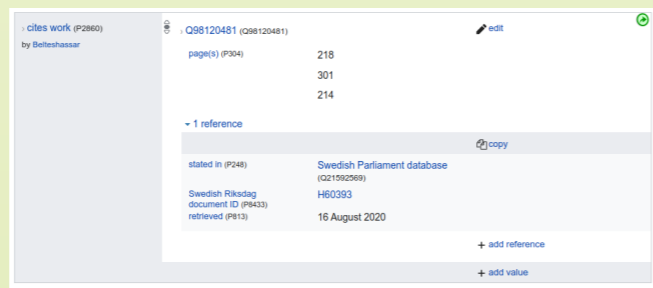 cites work (P2860)
by Belteshassar
Q98120481 (Q98120481)
edit
page(s) (P304)
218
301
214
1 reference
copy
stated in (P248)
Swedish Parliament database
(Q21592569)
Swedish Riksdag
document ID (P8433)
H60393
retrieved (P813)
16 August 2020
+ add reference
+ add value